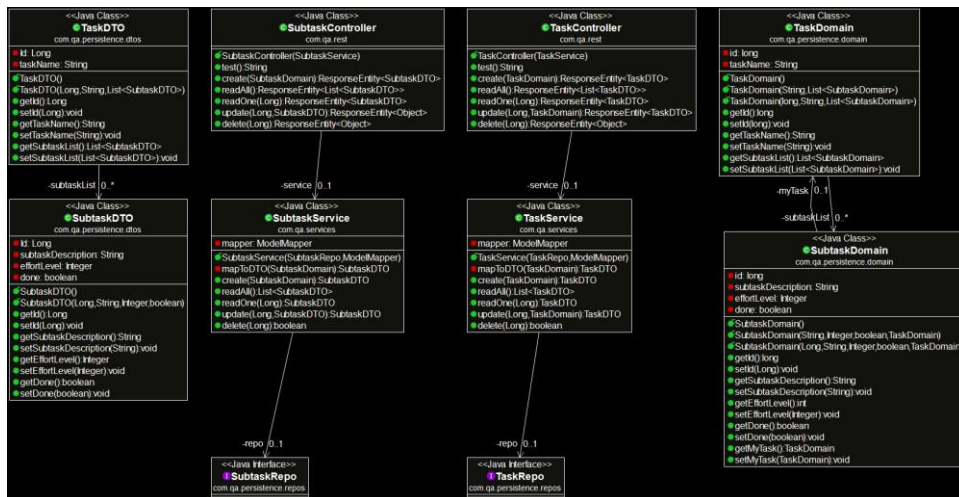 <<Java Class>>
TaskDTO
com.qa.persistence.dtos
Id: Long
taskName: String
TaskDTO()
TaskDTO(Long,String,List<SubtaskDTO>)
getId():Long
setId(Long):void
getTaskName():String
setTaskName(String):void
getSubtaskList():List<SubtaskDTO>
setSubtaskList(List<SubtaskDTO>):void
-subtaskList 0..*
<<Java Class>>
SubtaskDTO
com.qa.persistence.dtos
Id: Long
subtaskDescription: String
effortLevel: Integer
done: boolean
SubtaskDTO()
SubtaskDTO(Long,String,Integer,boolean)
getId():Long
setId(Long):void
getSubtaskDescription():String
setSubtaskDescription(String):void
getEffortLevel():Integer
setEffortLevel(Integer):void
getDone():boolean
setDone(boolean):void
<<Java Class>>
SubtaskController
com.qa.rest
SubtaskController(SubtaskService)
test():String
create(SubtaskDomain):ResponseEntity<SubtaskDTO>
readAll():ResponseEntity<List<SubtaskDTO>>
readOne(Long):ResponseEntity<SubtaskDTO>
update(Long,SubtaskDTO):ResponseEntity<Object>
delete(Long):ResponseEntity<Object>
-service 0..1
<<Java Class>>
SubtaskService
com.qa.services
mapper: ModelMapper
SubtaskService(SubtaskRepo,ModelMapper)
mapToDTO(SubtaskDomain):SubtaskDTO
create(SubtaskDomain):SubtaskDTO
readAll():List<SubtaskDTO>
readOne(Long):SubtaskDTO
update(Long,SubtaskDTO):SubtaskDTO
delete(Long):boolean
-repo 0..1
<<Java Interface>>
SubtaskRepo
com.qa.persistence.repos
<<Java Class>>
TaskController
com.qa.rest
TaskController(TaskService)
test():String
create(TaskDomain):ResponseEntity<TaskDTO>
readAll():ResponseEntity<List<TaskDTO>>
readOne(Long):ResponseEntity<TaskDTO>
update(Long,TaskDomain):ResponseEntity<TaskDTO>
delete(Long):ResponseEntity<Object>
-service 0..1
<<Java Class>>
TaskService
com.qa.services
mapper: ModelMapper
TaskService(TaskRepo,ModelMapper)
mapToDTO(TaskDomain):TaskDTO
create(TaskDomain):TaskDTO
readAll():List<TaskDTO>
readOne(Long):TaskDTO
update(Long,TaskDomain):TaskDTO
delete(Long):boolean
-repo 0..1
<<Java Interface>>
TaskRepo
com.qa.persistence.repos
<<Java Class>>
TaskDomain
com.qa.persistence.domain
id: long
taskName: String
TaskDomain()
TaskDomain(String,List<SubtaskDomain>)
TaskDomain(long,String,List<SubtaskDomain>)
getId():long
setId(long):void
getTaskName():String
setTaskName(String):void
getSubtaskList():List<SubtaskDomain>
setSubtaskList(List<SubtaskDomain>):void
-myTask 0..1
-subtaskList 0..*
<<Java Class>>
SubtaskDomain
com.qa.persistence.domain
id: long
subtaskDescription: String
effortLevel: Integer
done: boolean
SubtaskDomain()
SubtaskDomain(String,Integer,boolean,TaskDomain)
SubtaskDomain(Long,String,Integer,boolean,TaskDomain
getId():long
setId(Long):void
getSubtaskDescription():String
setSubtaskDescription(String):void
getEffortLevel():int
setEffortLevel(Integer):void
getDone():boolean
setDone(boolean):void
getMyTask():TaskDomain
setMyTask(TaskDomain):void